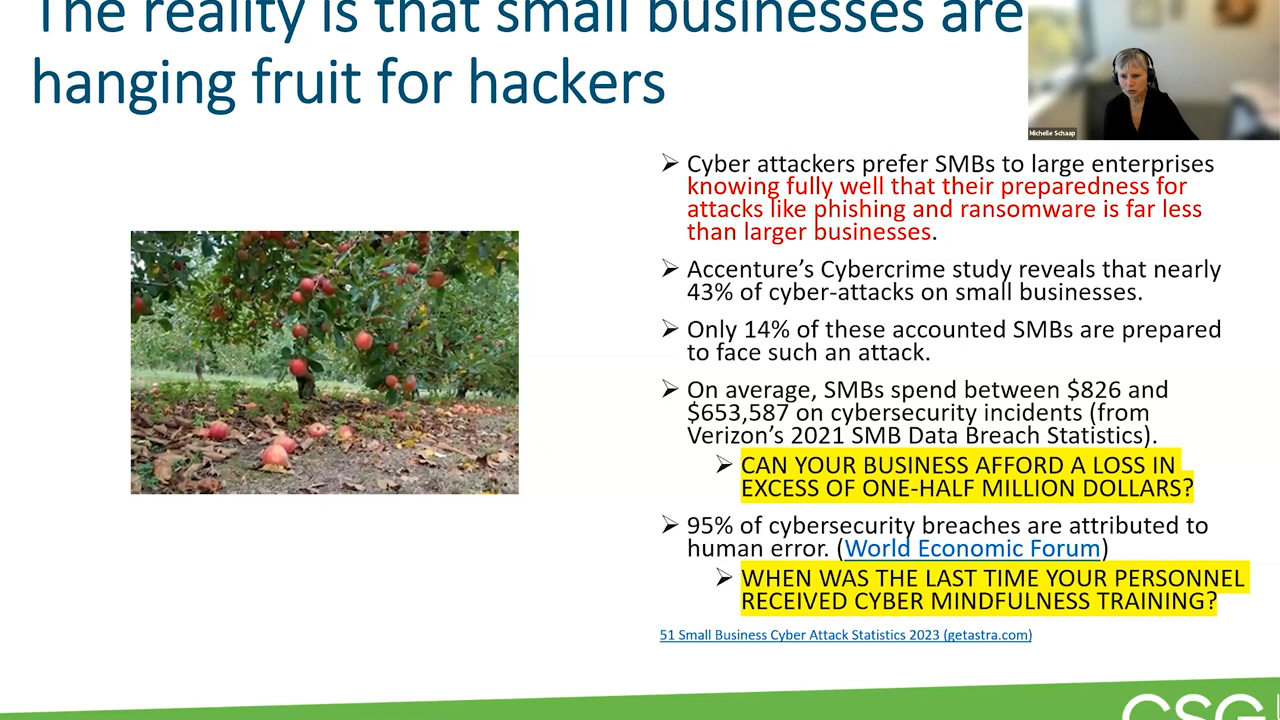 The reality is that small businesses are
hanging fruit for hackers
Michelle Schaap
➢ Cyber attackers prefer SMBs to large enterprises
knowing fully well that their preparedness for
attacks like phishing and ransomware is far less
than larger businesses.
➢ Accenture’s Cybercrime study reveals that nearly
43% of cyber-attacks on small businesses.
➢ Only 14% of these accounted SMBs are prepared
to face such an attack.
➢ On average, SMBs spend between $826 and
$653,587 on cybersecurity incidents (from
Verizon’s 2021 SMB Data Breach Statistics).
➢ CAN YOUR BUSINESS AFFORD A LOSS IN
EXCESS OF ONE-HALF MILLION DOLLARS?
➢ 95% of cybersecurity breaches are attributed to
human error. (World Economic Forum)
➢ WHEN WAS THE LAST TIME YOUR PERSONNEL
RECEIVED CYBER MINDFULNESS TRAINING?
51 Small Business Cyber Attack Statistics 2023 (getastra.com)
CSG